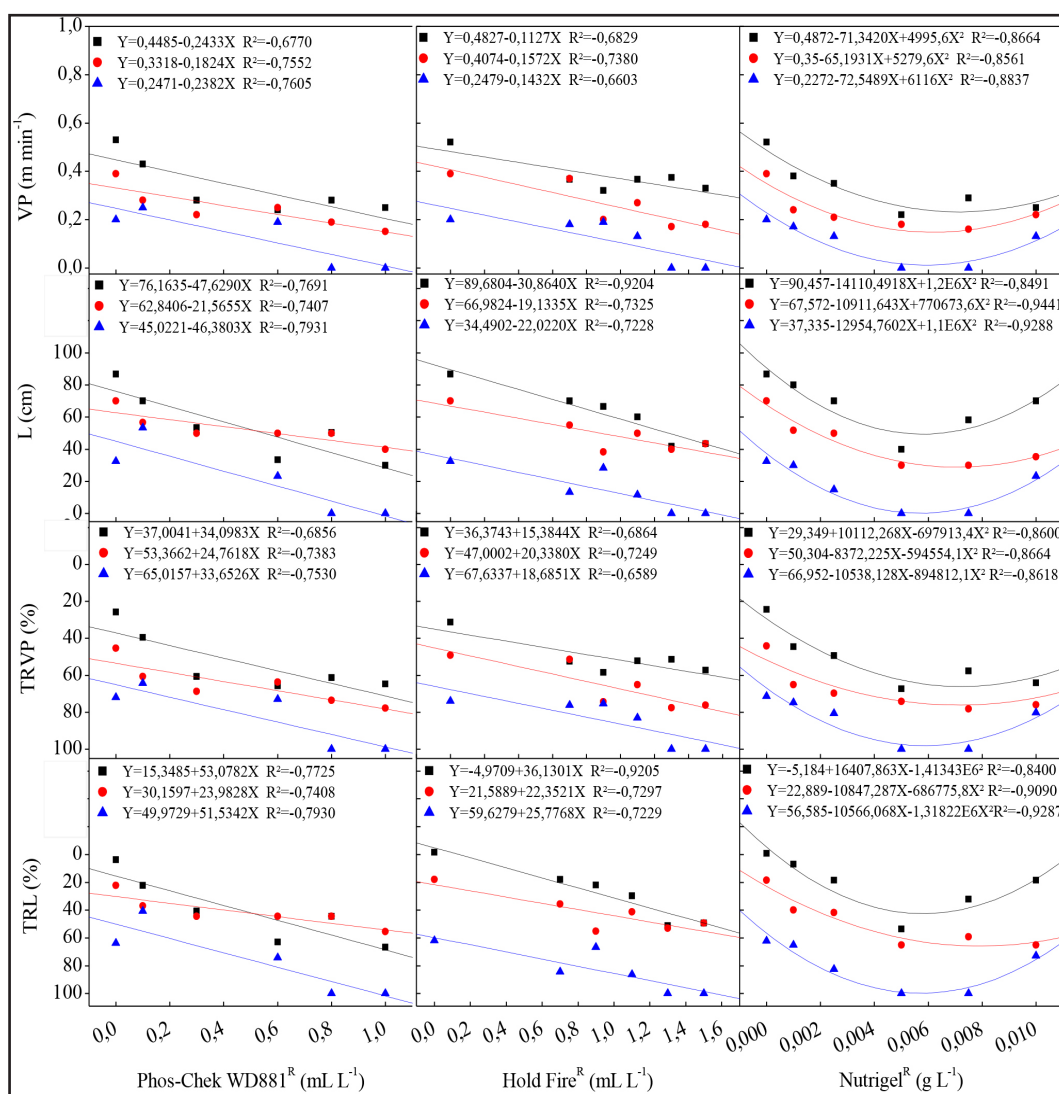 1,0
0,8
0,6
0,4
0,2
0,0
VP (m min⁻¹)
Y=0,4485-0,2433X R²=-0,6770
Y=0,3318-0,1824X R²=-0,7552
Y=0,2471-0,2382X R²=-0,7605
Y=0,4827-0,1127X R²=-0,6829
Y=0,4074-0,1572X R²=-0,7380
Y=0,2479-0,1432X R²=-0,6603
Y=0,4872-71,3420X+4995,6X² R²=-0,8664
Y=0,35-65,1931X+5279,6X² R²=-0,8561
Y=0,2272-72,5489X+6116X² R²=-0,8837
100
80
60
40
20
0
L (cm)
Y=76,1635-47,6290X R²=-0,7691
Y=62,8406-21,5655X R²=-0,7407
Y=45,0221-46,3803X R²=-0,7931
Y=89,6804-30,8640X R²=-0,9204
Y=66,9824-19,1335X R²=-0,7325
Y=34,4902-22,0220X R²=-0,7228
Y=90,457-14110,4918X+1,2E6X² R²=-0,8491
Y=67,572-10911,643X+770673,6X² R²=-0,9441
Y=37,335-12954,7602X+1,1E6X² R²=-0,9288
0
20
40
60
80
100
TRVP (%)
Y=37,0041+34,0983X R²=-0,6856
Y=53,3662+24,7618X R²=-0,7383
Y=65,0157+33,6526X R²=-0,7530
Y=36,3743+15,3844X R²=-0,6864
Y=47,0002+20,3380X R²=-0,7249
Y=67,6337+18,6851X R²=-0,6589
Y=29,349+10112,268X-697913,4X² R²=-0,8600
Y=50,304-8372,225X-594554,1X² R²=-0,8664
Y=66,952-10538,128X-894812,1X² R²=-0,8618
0
20
40
60
80
100
TRL (%)
Y=15,3485+53,0782X R²=-0,7725
Y=30,1597+23,9828X R²=-0,7408
Y=49,9729+51,5342X R²=-0,7930
Y=-4,9709+36,1301X R²=-0,9205
Y=21,5889+22,3521X R²=-0,7297
Y=59,6279+25,7768X R²=-0,7229
Y=-5,184+16407,863X-1,41343E6² R²=-0,8400
Y=22,889-10847,287X-686775,8X² R²=-0,9090
Y=56,585-10566,068X-1,31822E6X²R²=-0,9287
0,0 0,2 0,4 0,6 0,8 1,0
0,0 0,2 0,4 0,6 0,8 1,0 1,2 1,4 1,6
0,000 0,002 0,004 0,006 0,008 0,010
Phos-Chek WD881ᴿ (mL L⁻¹)
Hold Fireᴿ (mL L⁻¹)
Nutrigelᴿ (g L⁻¹)